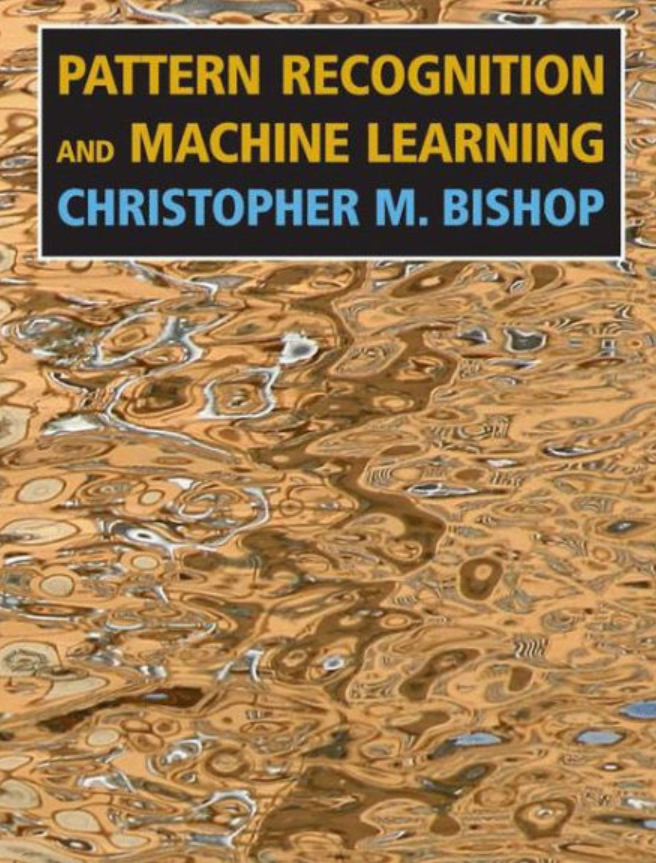 PATTERN RECOGNITION
AND MACHINE LEARNING
CHRISTOPHER M. BISHOP